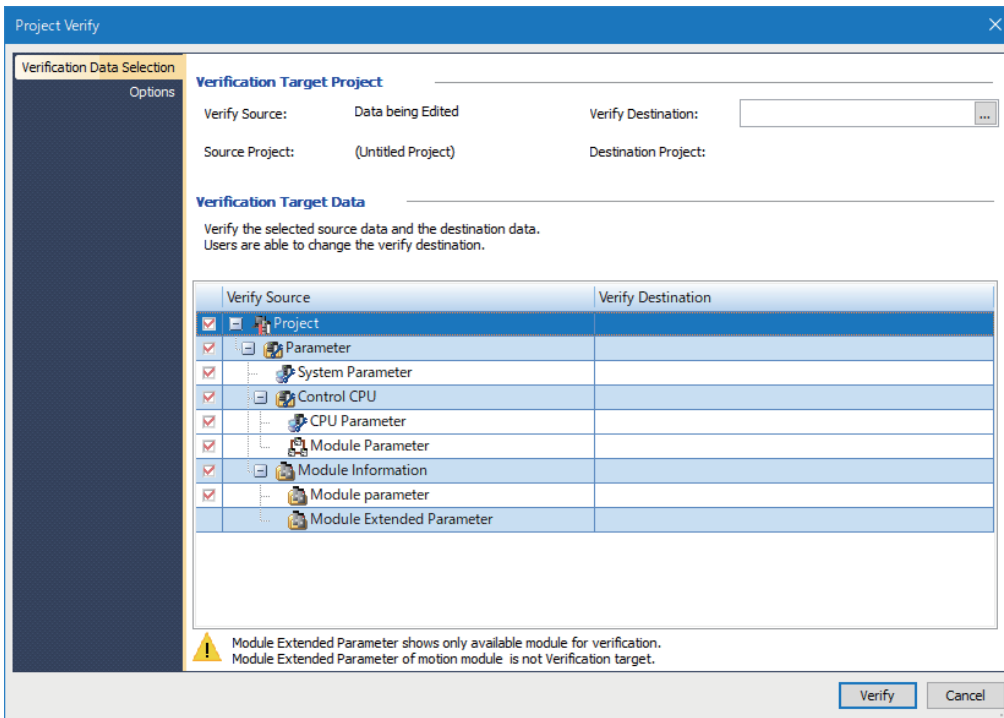 Project Verify
Verification Data Selection
Options
Verification Target Project
Verify Source: Data being Edited Verify Destination: ...
Source Project: (Untitled Project) Destination Project:
Verification Target Data
Verify the selected source data and the destination data.
Users are able to change the verify destination.
Verify Source Verify Destination
Project
Parameter
System Parameter
Control CPU
CPU Parameter
Module Parameter
Module Information
Module parameter
Module Extended Parameter
Module Extended Parameter shows only available module for verification.
Module Extended Parameter of motion module is not Verification target.
Verify Cancel